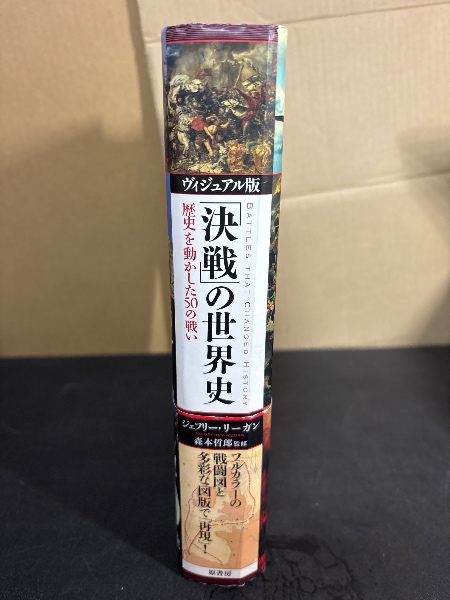 ヴィジュアル版
「決戦」の世界史
歴史を動かした50の戦い
BATTLES THAT CHANGED HISTORY
ジェフリー・リーガン
森本哲郎 監修
フルカラーの
戦闘図と
多彩な図版で「再現」!
原書房